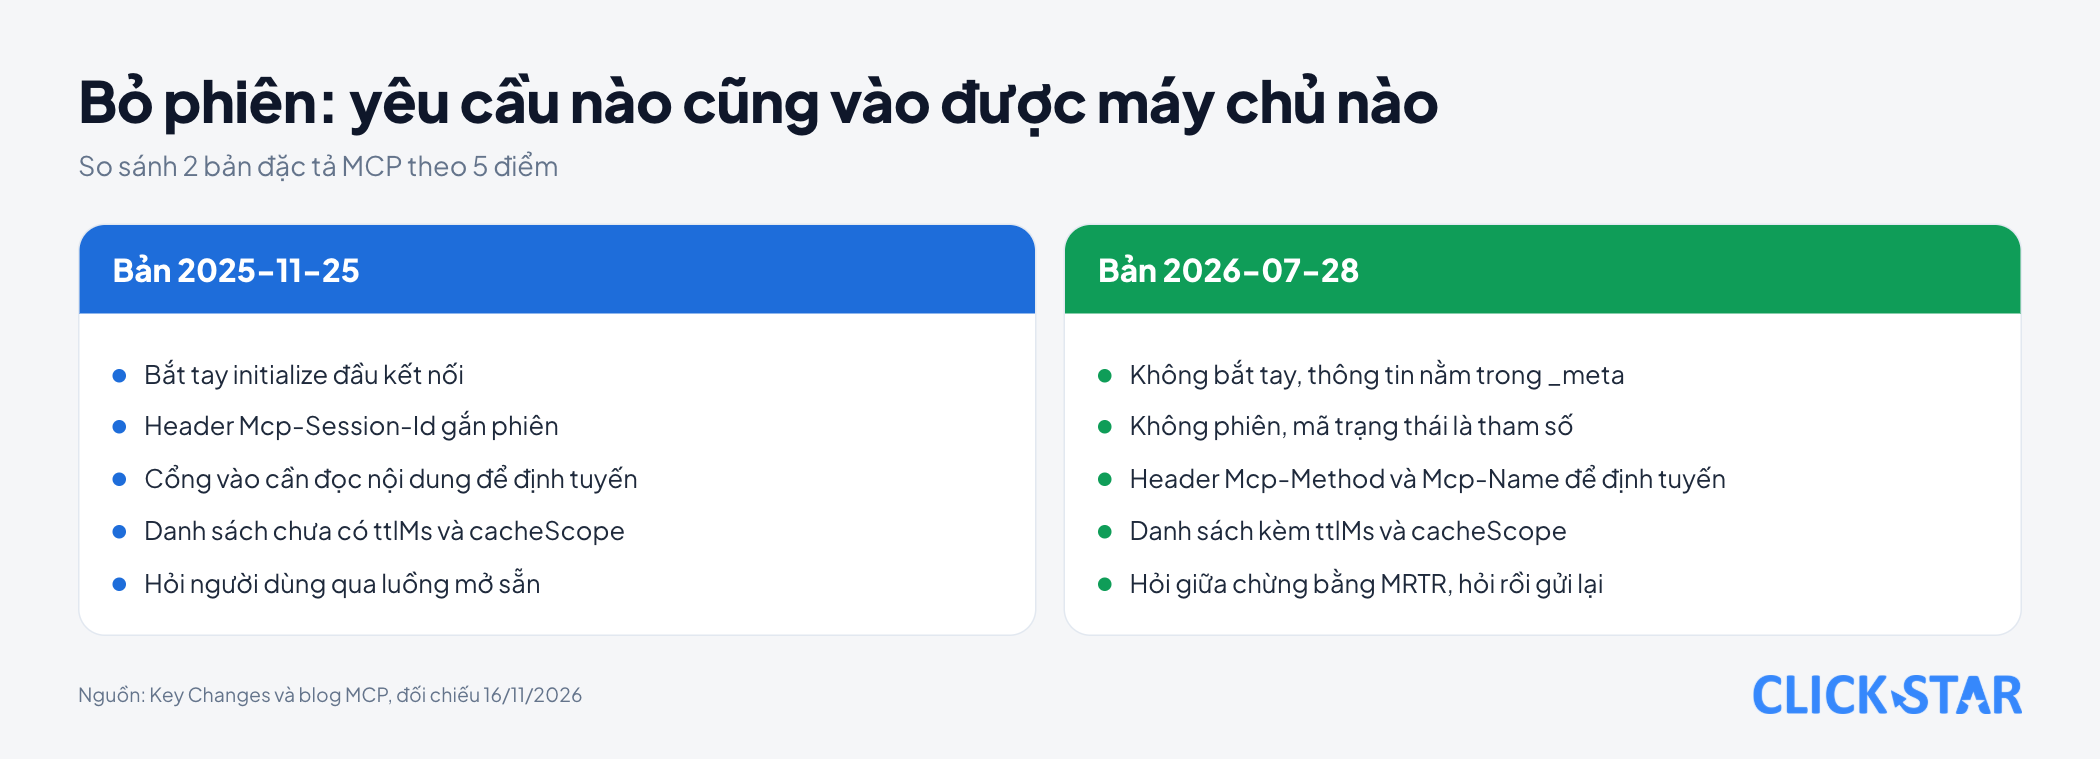 Bỏ phiên: yêu cầu nào cũng vào được máy chủ nào
So sánh 2 bản đặc tả MCP theo 5 điểm
Bản 2025-11-25
Bắt tay initialize đầu kết nối
Header Mcp-Session-Id gắn phiên
Cổng vào cần đọc nội dung để định tuyến
Danh sách chưa có ttlMs và cacheScope
Hỏi người dùng qua luồng mở sẵn
Bản 2026-07-28
Không bắt tay, thông tin nằm trong _meta
Không phiên, mã trạng thái là tham số
Header Mcp-Method và Mcp-Name để định tuyến
Danh sách kèm ttlMs và cacheScope
Hỏi giữa chừng bằng MRTR, hỏi rồi gửi lại
Nguồn: Key Changes và blog MCP, đối chiếu 16/11/2026
CLICK STAR